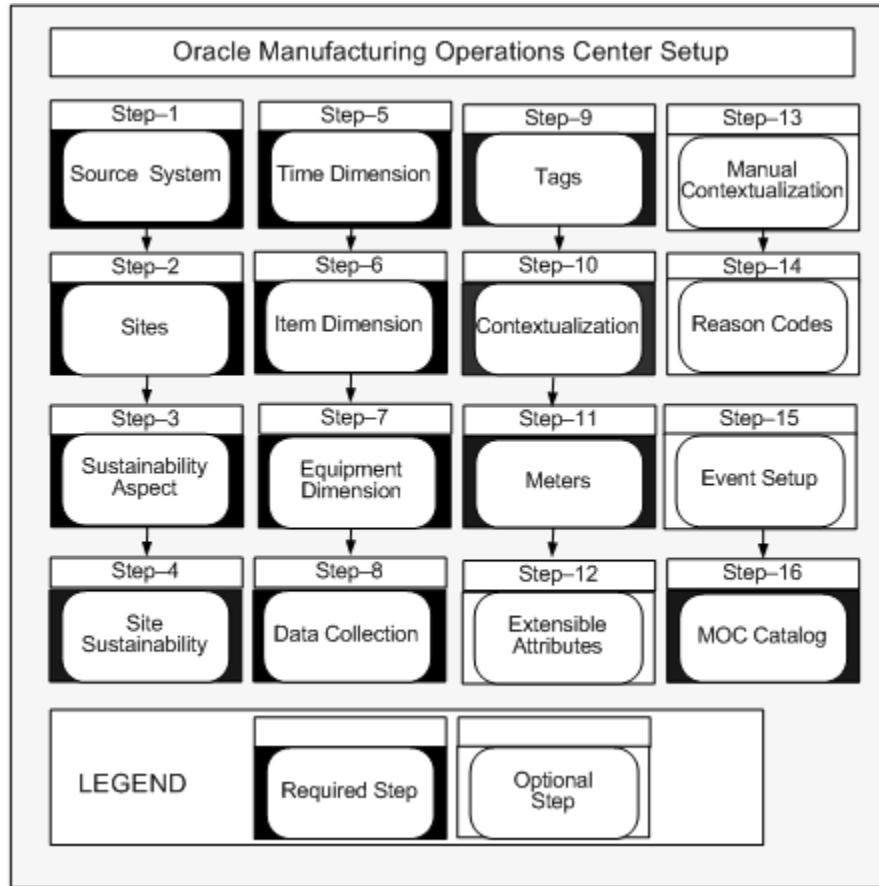 Oracle Manufacturing Operations Center Setup
Step–1
Source System
Step–2
Sites
Step–3
Sustainability
Aspect
Step–4
Site
Sustainability
Step–5
Time Dimension
Step–6
Item Dimension
Step–7
Equipment
Dimension
Step–8
Data Collection
Step–9
Tags
Step–10
Contextualization
Step–11
Meters
Step–12
Extensible
Attributes
Step–13
Manual
Contextualization
Step–14
Reason Codes
Step–15
Event Setup
Step–16
MOC Catalog
LEGEND
Required Step
Optional
Step